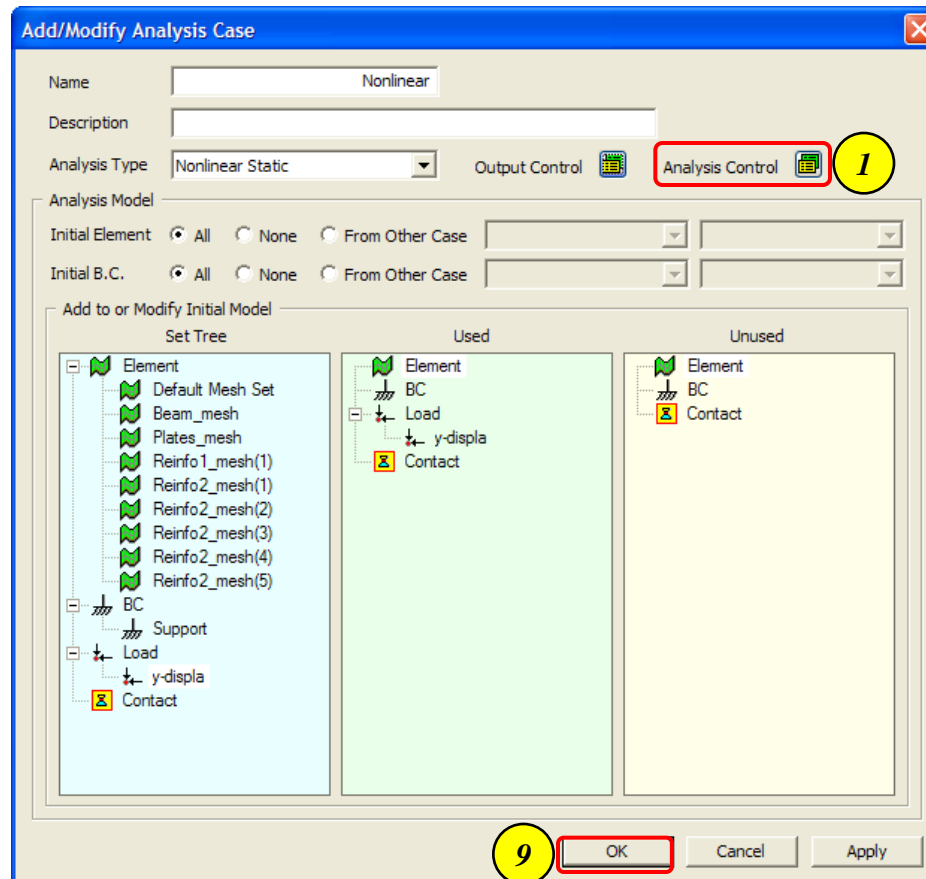 Add/Modify Analysis Case
Name Nonlinear
Description
Analysis Type Nonlinear Static Output Control Analysis Control 1
Analysis Model
Initial Element All None From Other Case
Initial B.C. All None From Other Case
Add to or Modify Initial Model
Set Tree
Element
Default Mesh Set
Beam_mesh
Plates_mesh
Reinfo1_mesh(1)
Reinfo2_mesh(1)
Reinfo2_mesh(2)
Reinfo2_mesh(3)
Reinfo2_mesh(4)
Reinfo2_mesh(5)
BC
Support
Load
y-displa
Contact
Used
Element
BC
Load
y-displa
Contact
Unused
Element
BC
Contact
9 OK Cancel Apply